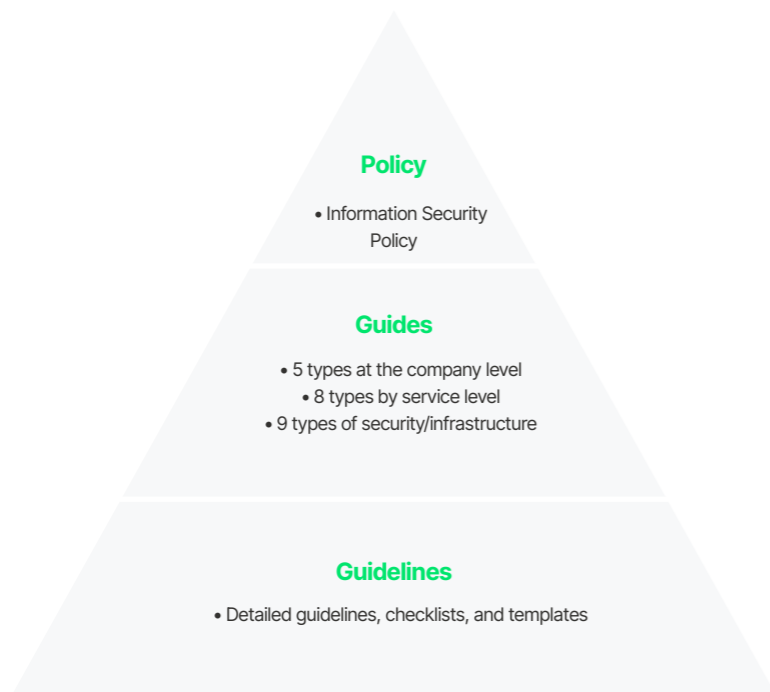 Policy
• Information Security
Policy
Guides
• 5 types at the company level
• 8 types by service level
• 9 types of security/infrastructure
Guidelines
• Detailed guidelines, checklists, and templates